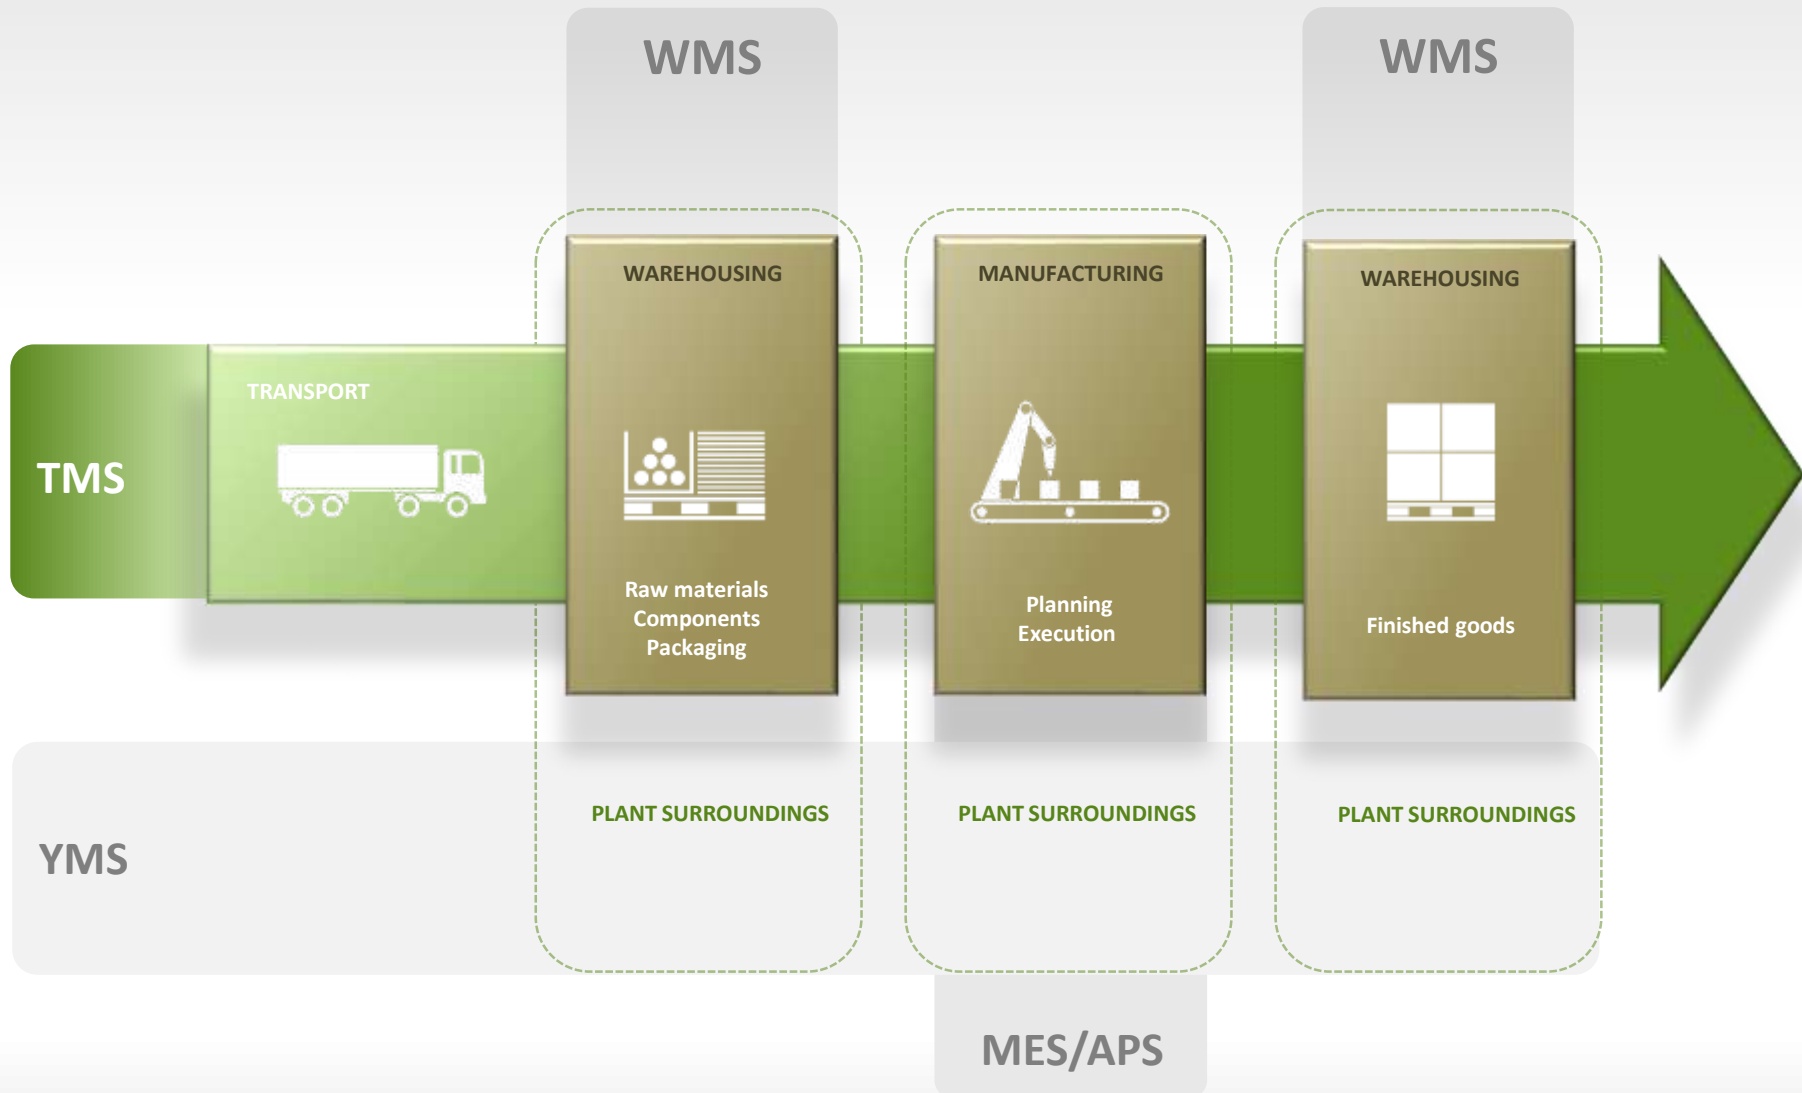 WMS
WMS
WAREHOUSING
MANUFACTURING
WAREHOUSING
TRANSPORT
TMS
Raw materials
Components
Packaging
Planning
Execution
Finished goods
PLANT SURROUNDINGS
PLANT SURROUNDINGS
PLANT SURROUNDINGS
YMS
MES/APS